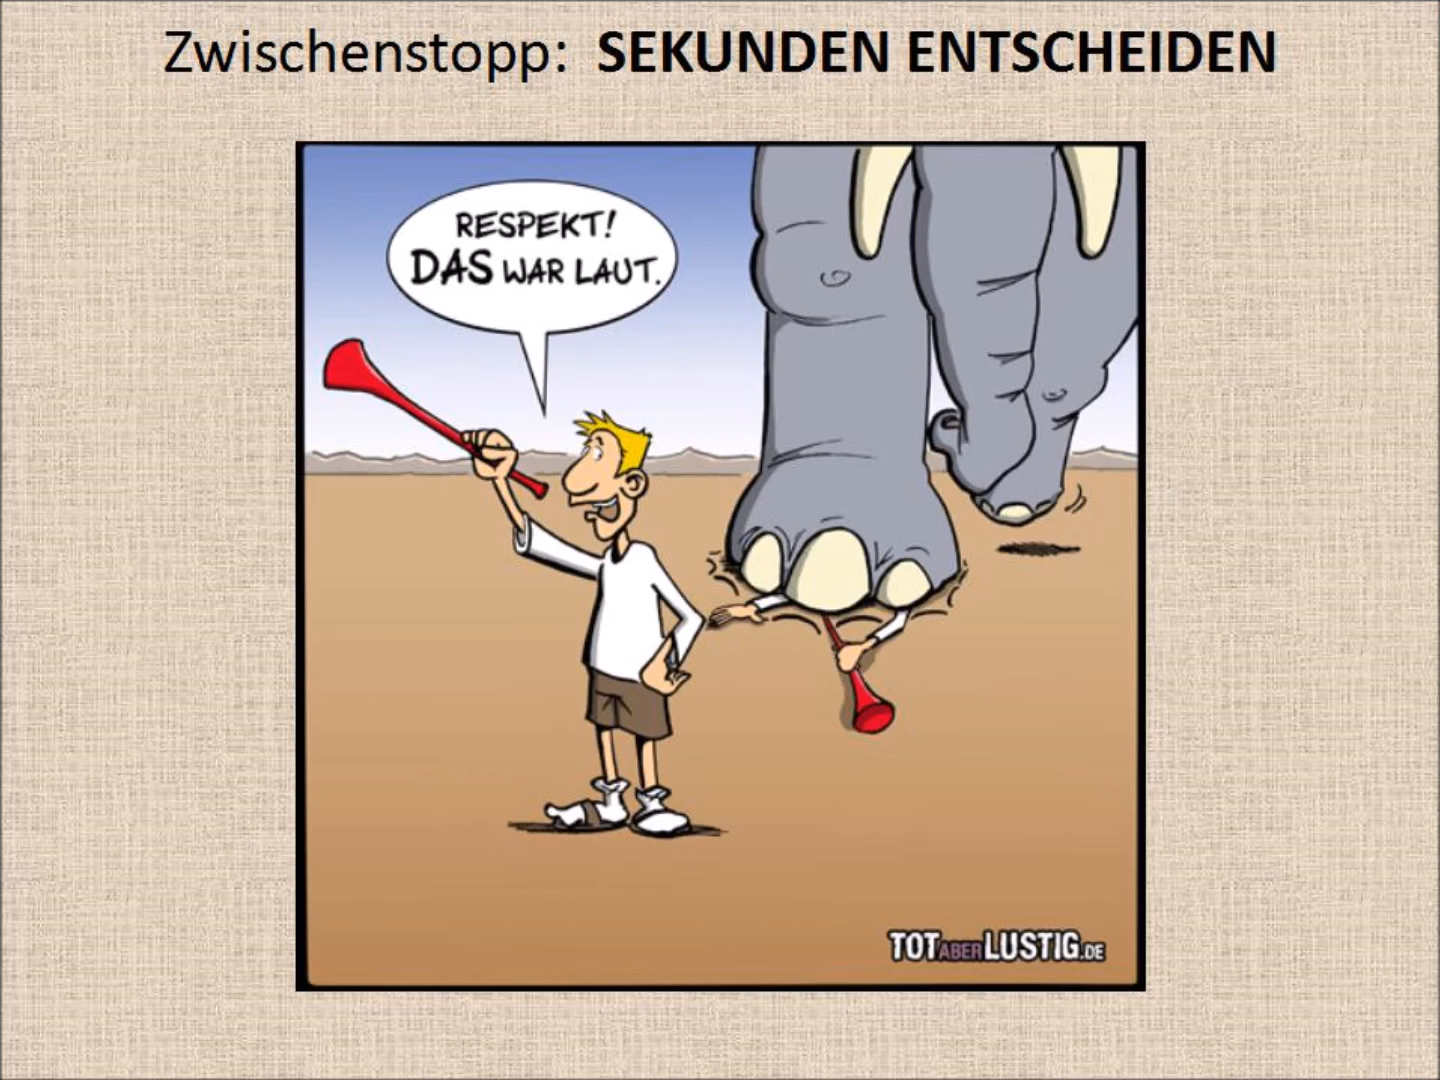 Zwischenstopp: SEKUNDEN ENTSCHEIDEN
RESPEKT!
DAS WAR LAUT.
TOTABERLUSTIG.DE